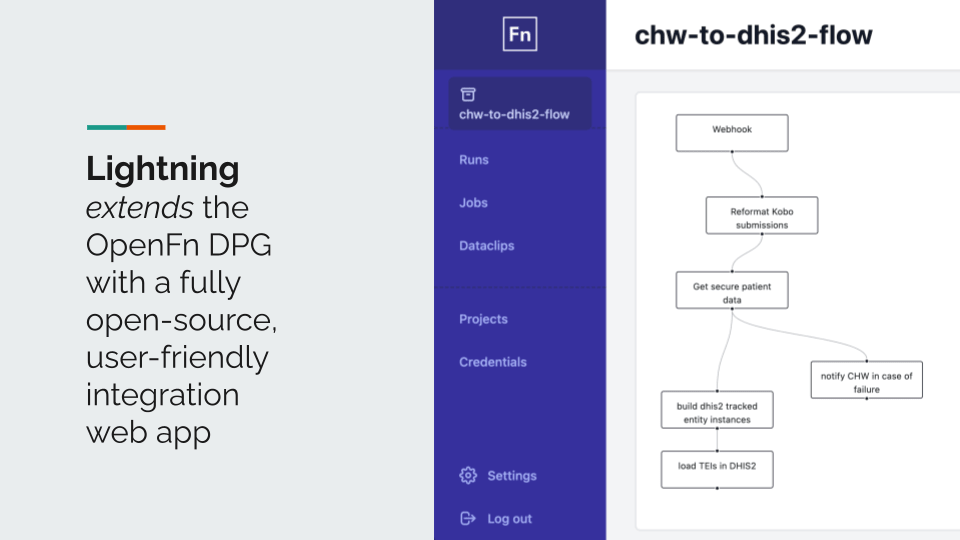 Lightning
extends the
OpenFn DPG
with a fully
open-source,
user-friendly
integration
web app
Fn
chw-to-dhis2-flow
Runs
Jobs
Dataclips
Projects
Credentials
Settings
Log out
chw-to-dhis2-flow
Webhook
Reformat Kobo
submissions
Get secure patient
data
notify CHW in case of
failure
build dhis2 tracked
entity instances
load TEIs in DHIS2